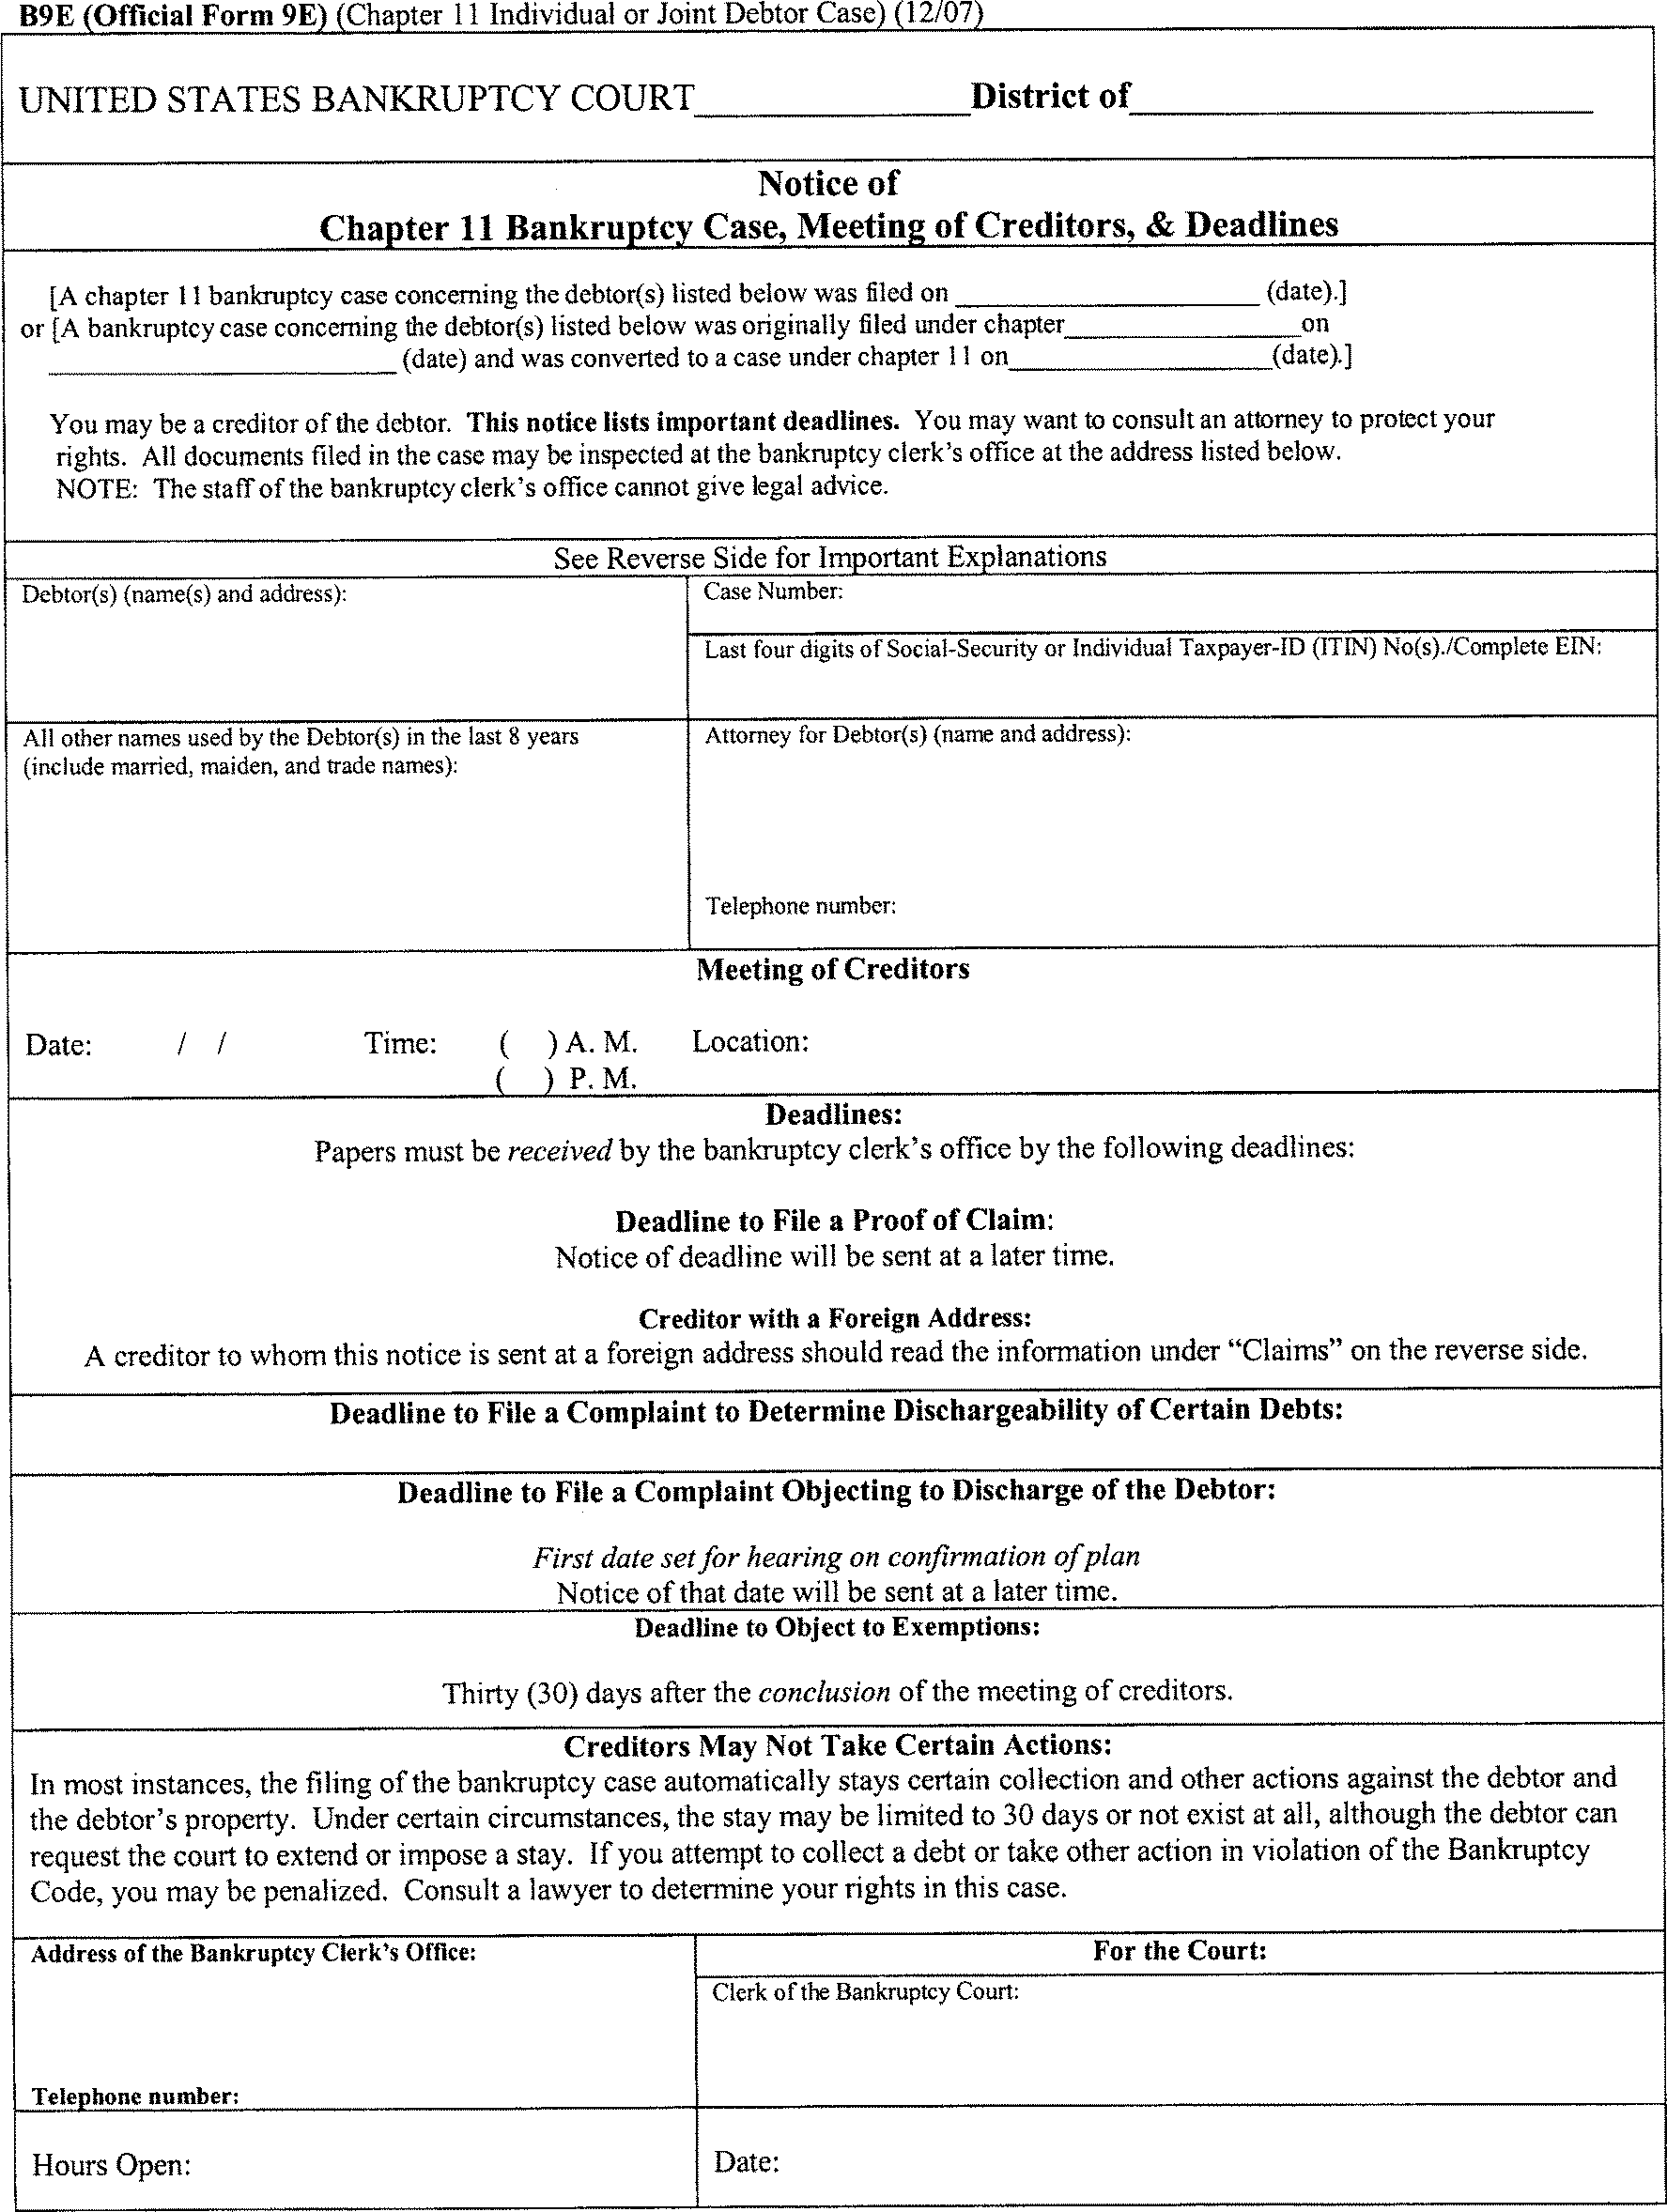 B9E (Official Form 9E) (Chapter 11 Individual or Joint Debtor Case) (12/07)
UNITED STATES BANKRUPTCY COURT______________District of______________
Notice of
Chapter 11 Bankruptcy Case, Meeting of Creditors, & Deadlines
[A chapter 11 bankruptcy case concerning the debtor(s) listed below was filed on ______________ (date).]
or [A bankruptcy case concerning the debtor(s) listed below was originally filed under chapter______________on
______________ (date) and was converted to a case under chapter 11 on______________(date).]
You may be a creditor of the debtor. This notice lists important deadlines. You may want to consult an attorney to protect your
rights. All documents filed in the case may be inspected at the bankruptcy clerk's office at the address listed below.
NOTE: The staff of the bankruptcy clerk's office cannot give legal advice.
See Reverse Side for Important Explanations
Debtor(s) (name(s) and address):
Case Number:
Last four digits of Social-Security or Individual Taxpayer-ID (ITIN) No(s)./Complete EIN:
All other names used by the Debtor(s) in the last 8 years
(include married, maiden, and trade names):
Attorney for Debtor(s) (name and address):
Telephone number:
Meeting of Creditors
Date: / / Time: ( ) A. M. Location:
( ) P. M.
Deadlines:
Papers must be received by the bankruptcy clerk's office by the following deadlines:
Deadline to File a Proof of Claim:
Notice of deadline will be sent at a later time.
Creditor with a Foreign Address:
A creditor to whom this notice is sent at a foreign address should read the information under “Claims” on the reverse side.
Deadline to File a Complaint to Determine Dischargeability of Certain Debts:
Deadline to File a Complaint Objecting to Discharge of the Debtor:
First date set for hearing on confirmation of plan
Notice of that date will be sent at a later time.
Deadline to Object to Exemptions:
Thirty (30) days after the conclusion of the meeting of creditors.
Creditors May Not Take Certain Actions:
In most instances, the filing of the bankruptcy case automatically stays certain collection and other actions against the debtor and
the debtor's property. Under certain circumstances, the stay may be limited to 30 days or not exist at all, although the debtor can
request the court to extend or impose a stay. If you attempt to collect a debt or take other action in violation of the Bankruptcy
Code, you may be penalized. Consult a lawyer to determine your rights in this case.
Address of the Bankruptcy Clerk's Office:
For the Court:
Clerk of the Bankruptcy Court:
Telephone number:
Hours Open:
Date: